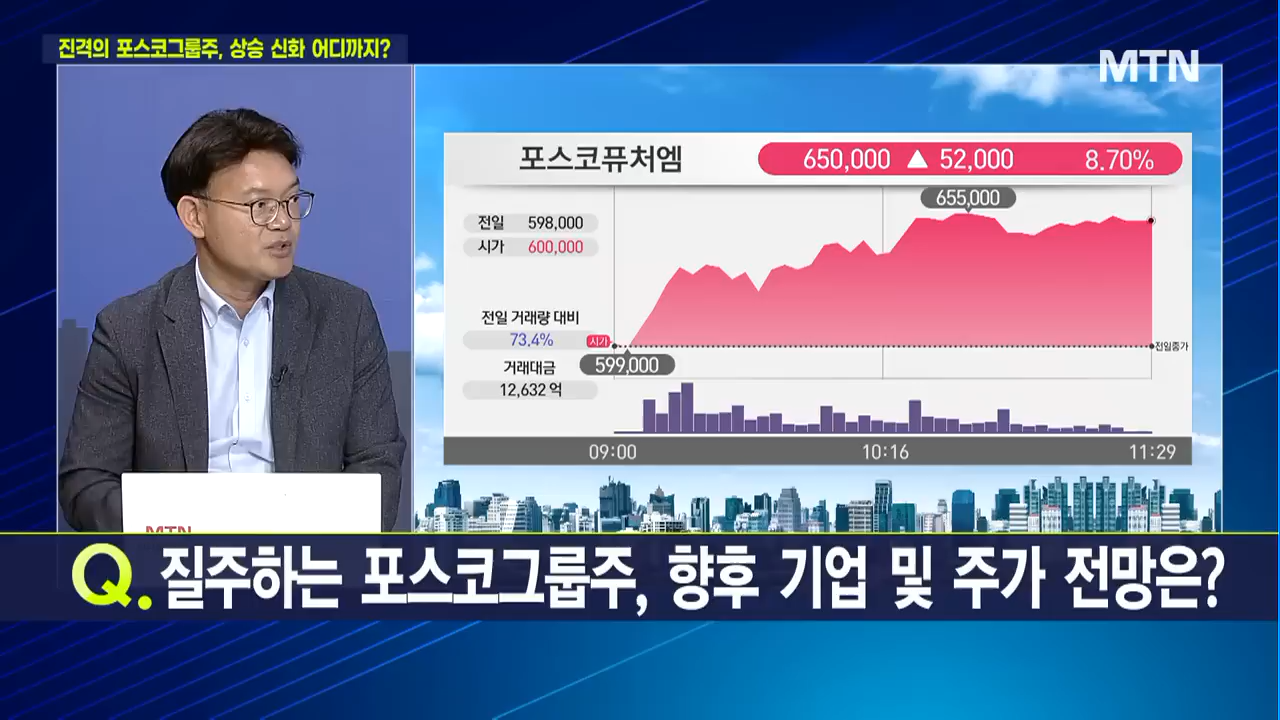 진격의 포스코그룹주, 상승 신화 어디까지?
MTN
포스코퓨처엠 650,000 ▲ 52,000 8.70%
655,000
전일 598,000
시가 600,000
전일 거래량 대비
73.4%
시가
전일종가
599,000
거래대금
12,632 억
09:00 10:16 11:29
MTN
Q. 질주하는 포스코그룹주, 향후 기업 및 주가 전망은?